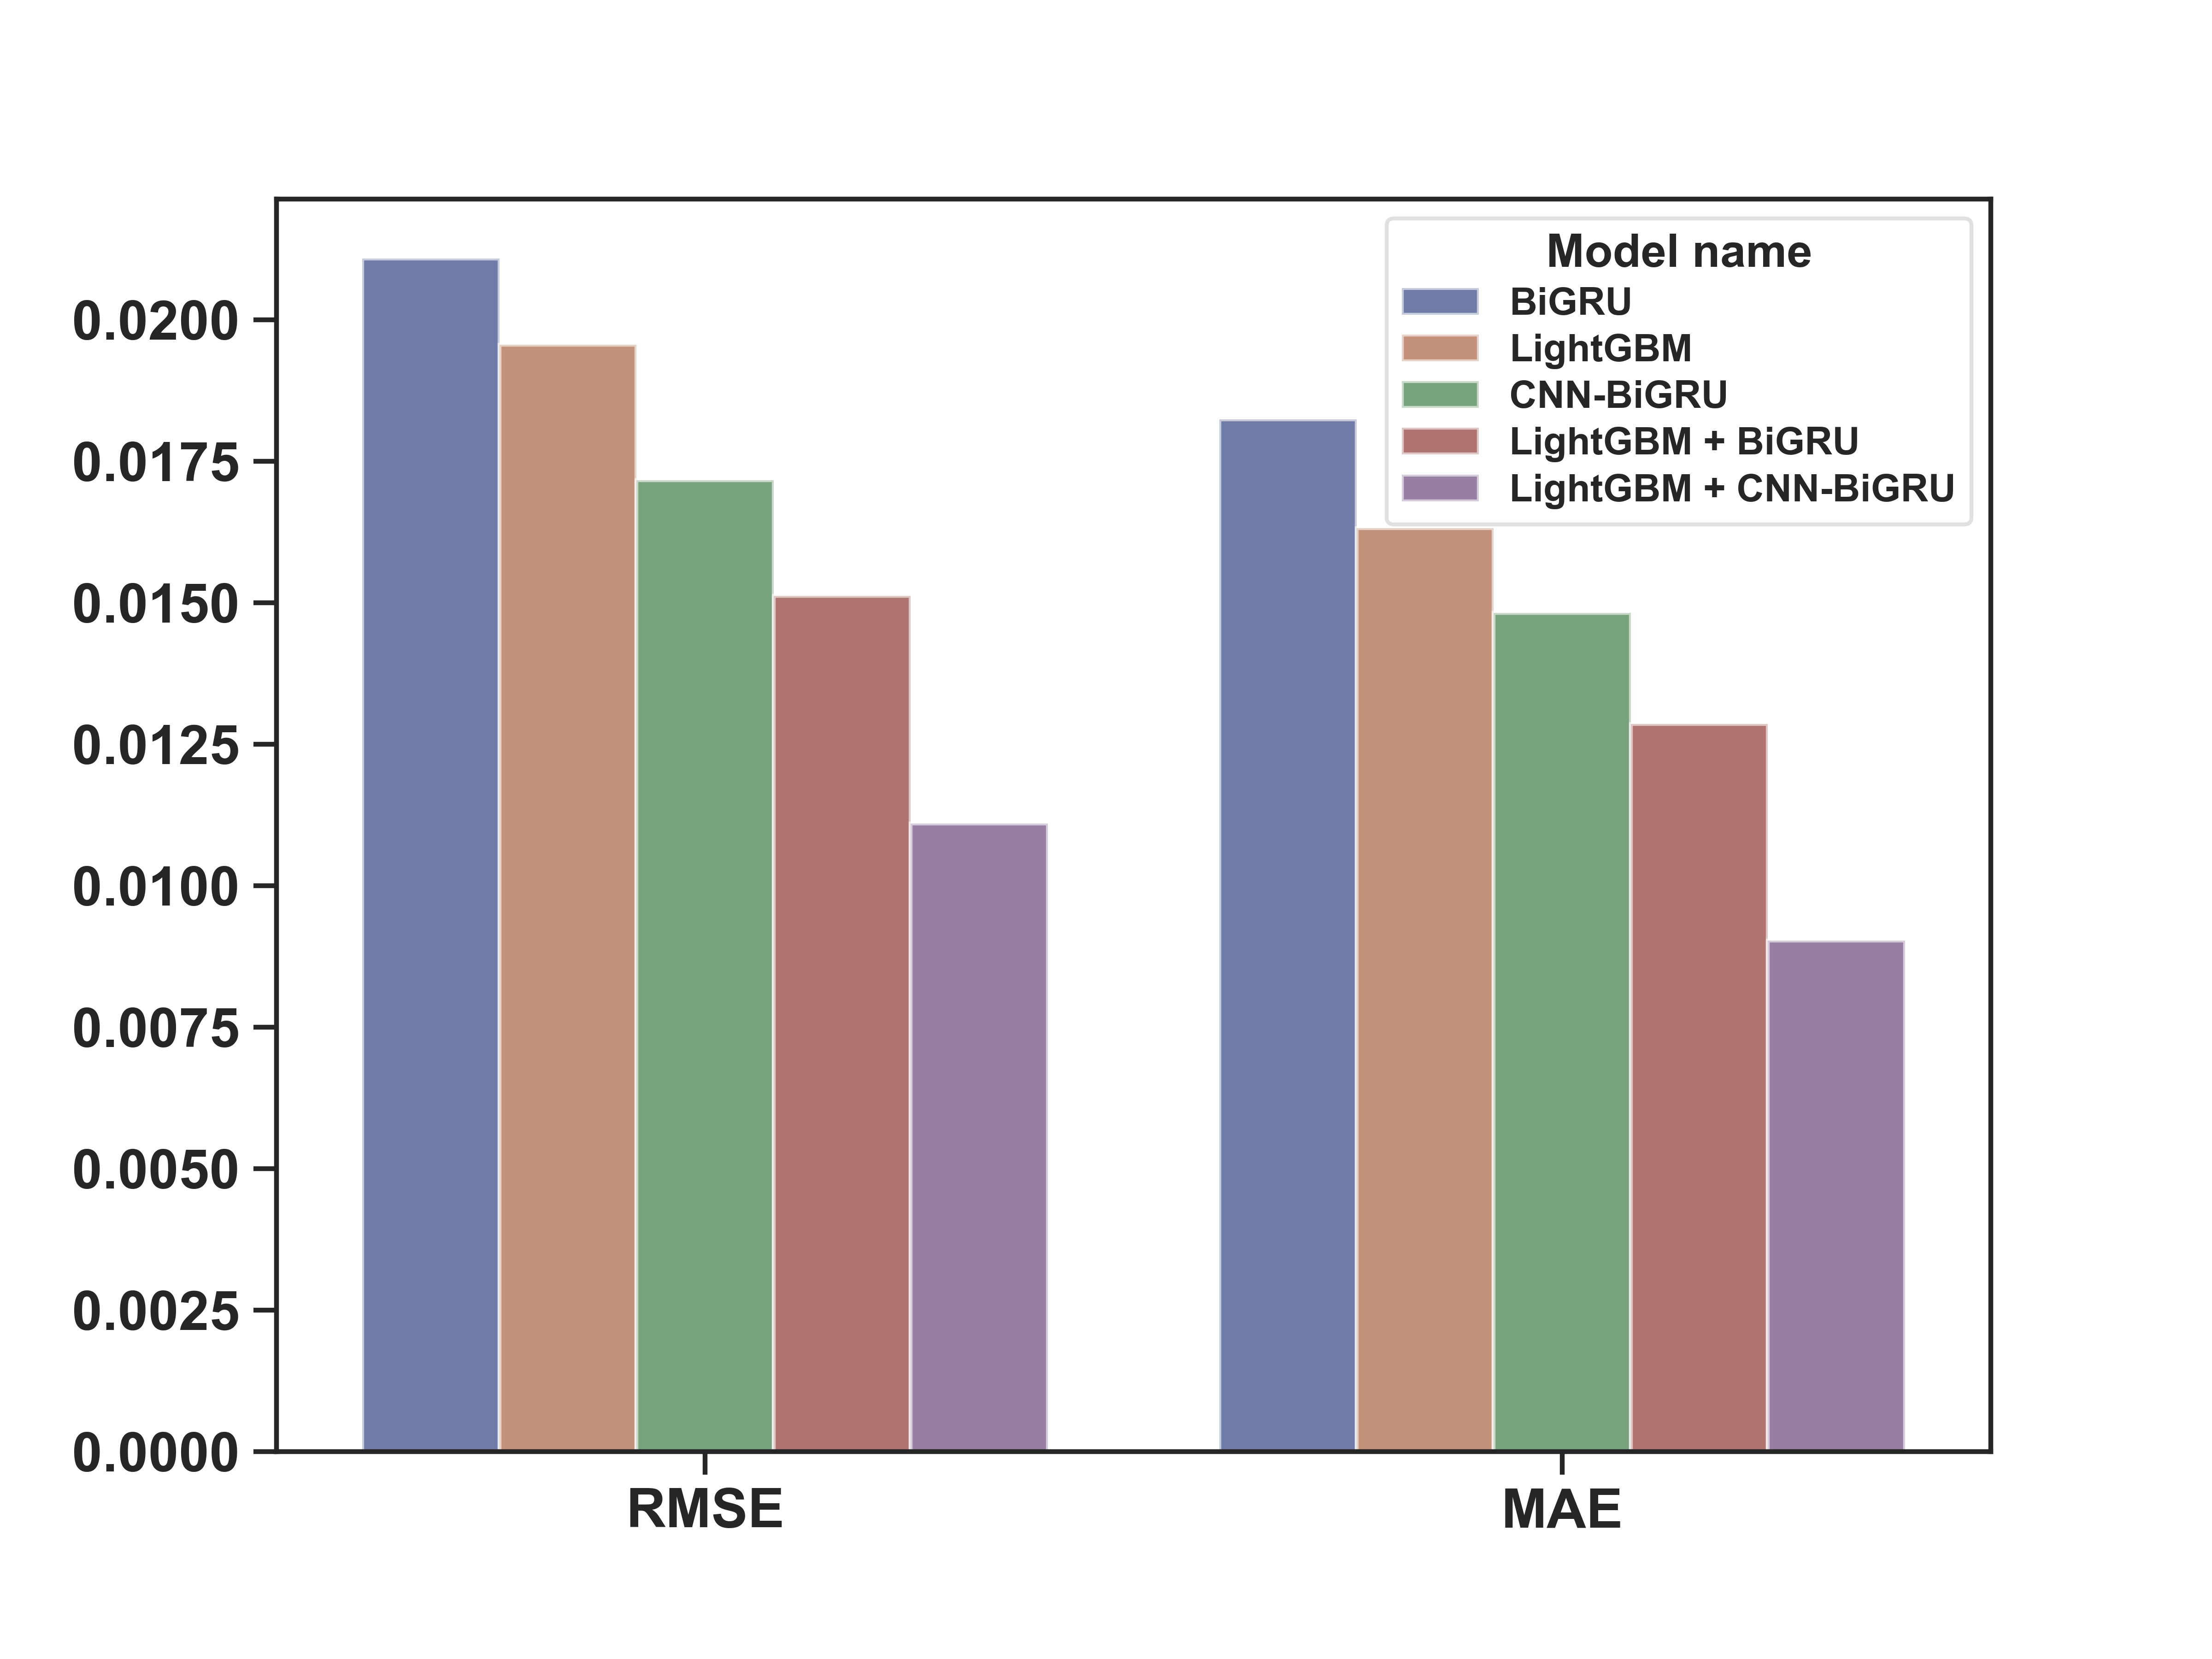 Model name
BiGRU
LightGBM
CNN-BiGRU
LightGBM + BiGRU
LightGBM + CNN-BiGRU
0.0200
0.0175
0.0150
0.0125
0.0100
0.0075
0.0050
0.0025
0.0000
RMSE MAE